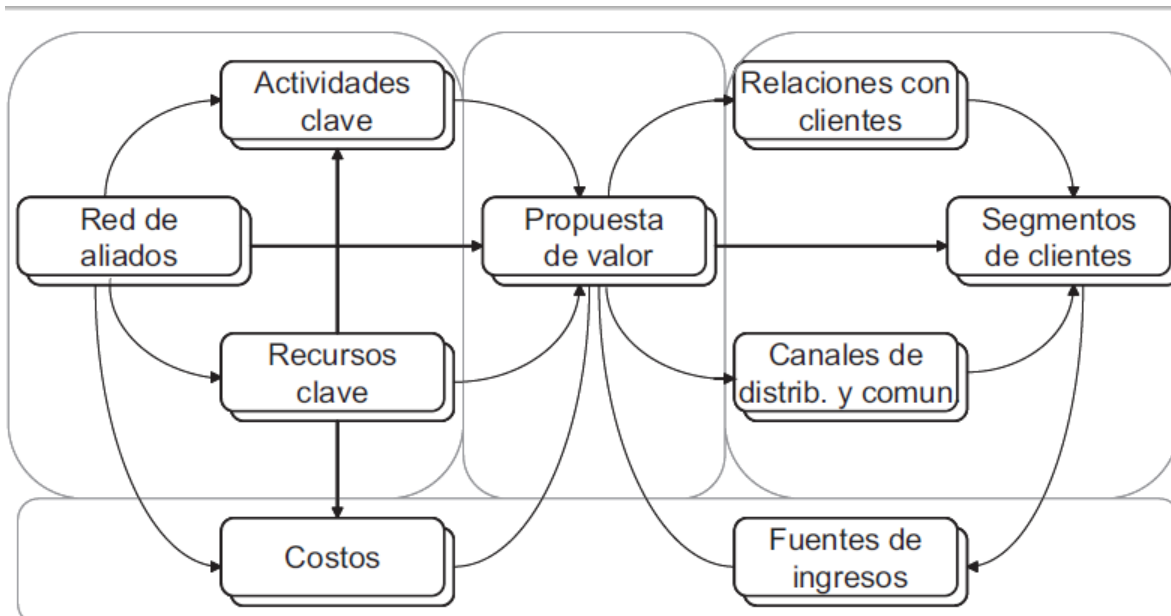 Actividades
clave
Relaciones con
clientes
Red de
aliados
Propuesta
de valor
Segmentos
de clientes
Recursos
clave
Canales de
distrib. y comun.
Costos
Fuentes de
ingresos